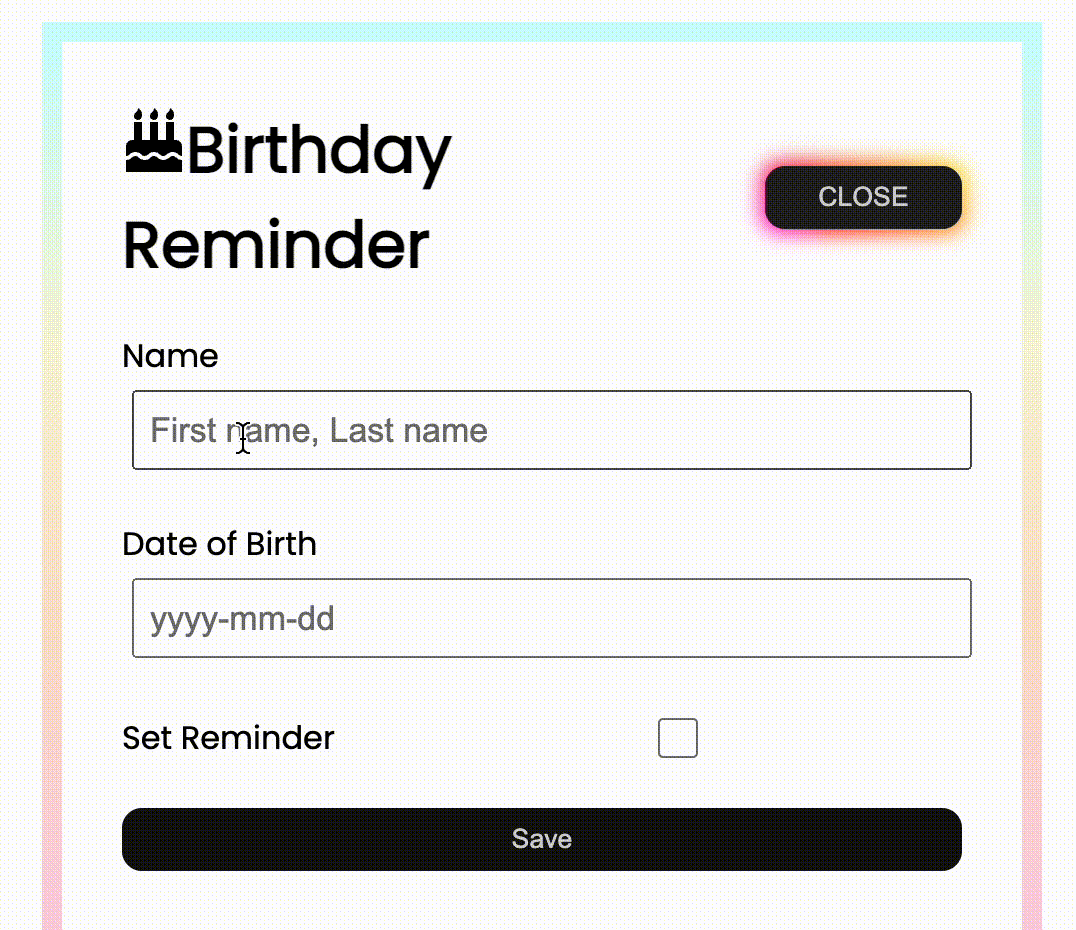 Birthday
Reminder
CLOSE
Name
First name, Last name
Date of Birth
yyyy-mm-dd
Set Reminder
Save